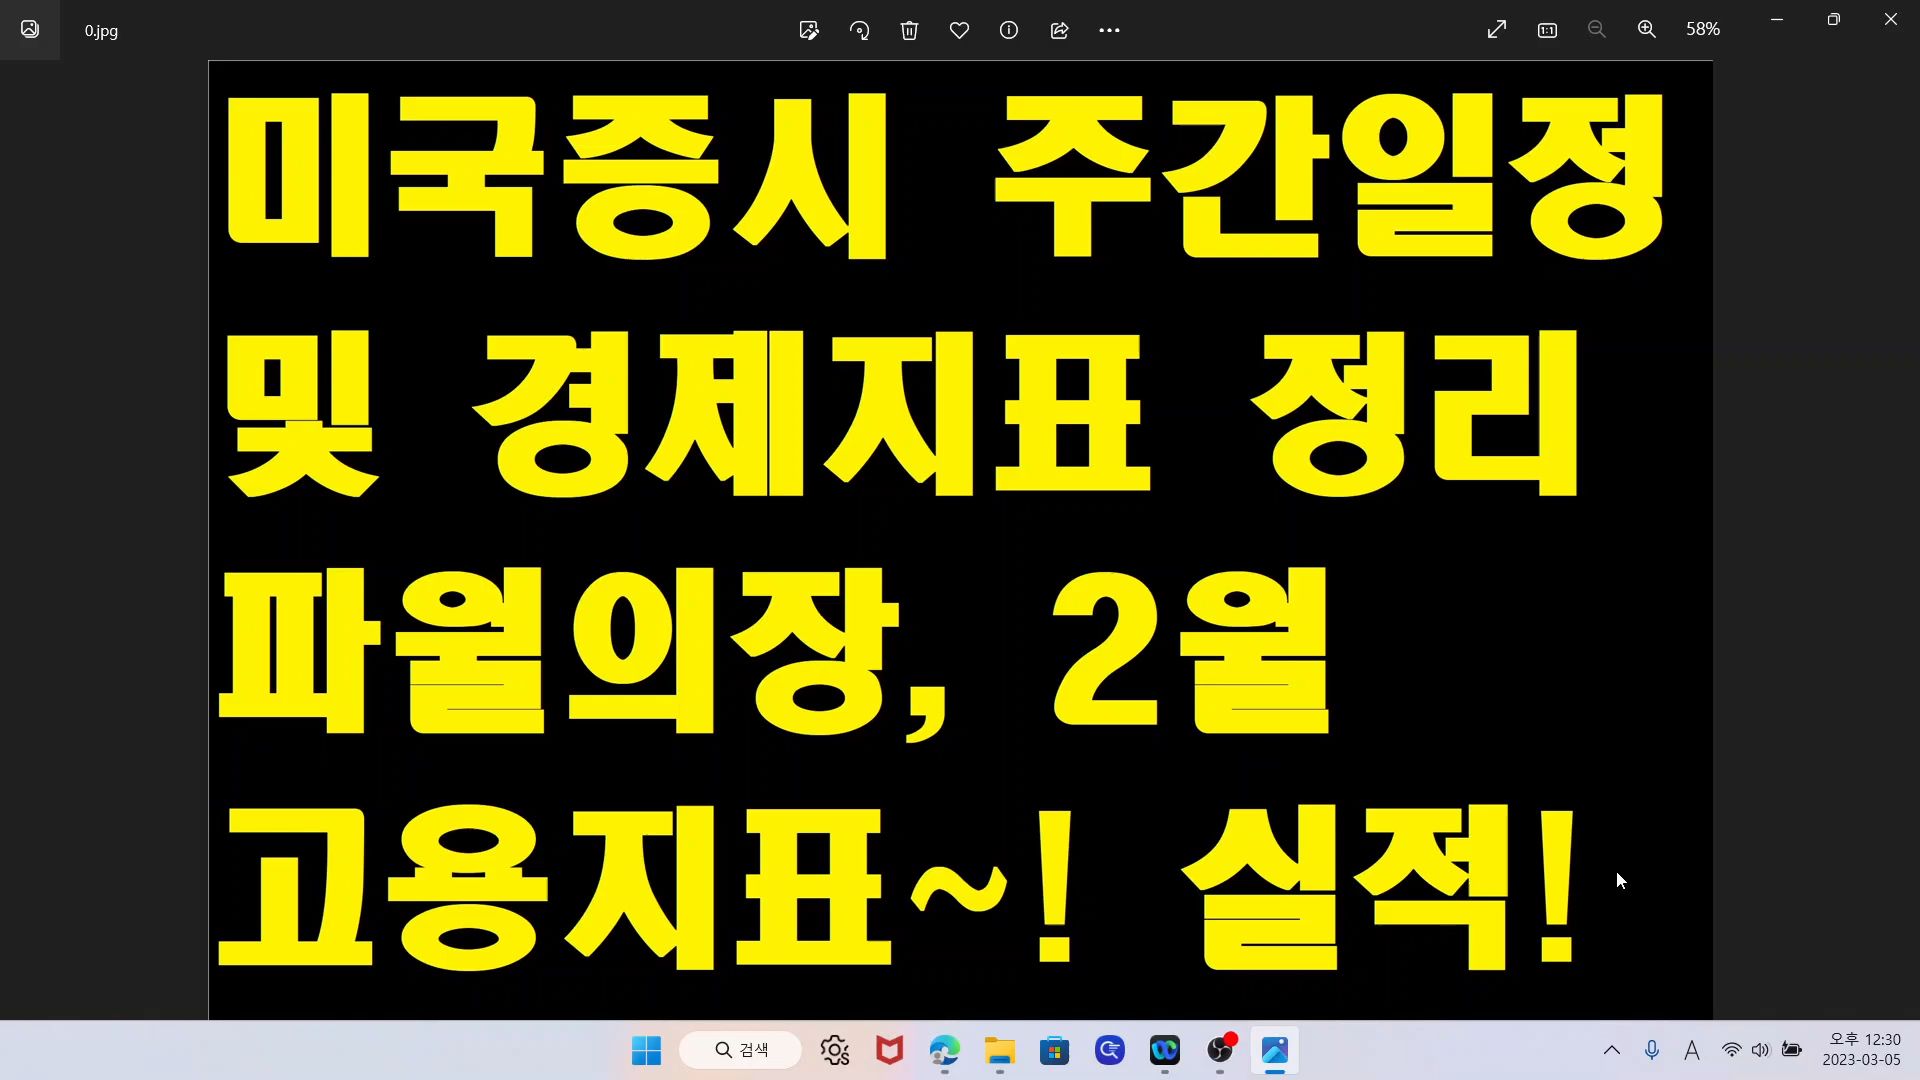 0.jpg
58%
미국증시 주간일정
및 경제지표 정리
파월의장, 2월
고용지표~! 실적!
검색
A
오후 12:30
2023-03-05